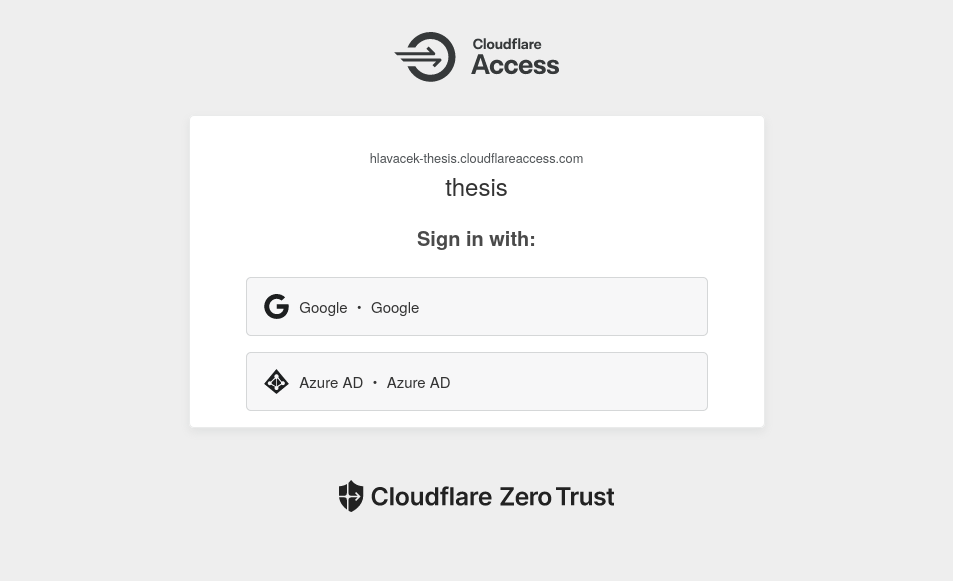 Cloudflare
Access
hlavacek-thesis.cloudflareaccess.com
thesis
Sign in with:
Google • Google
Azure AD • Azure AD
Cloudflare Zero Trust